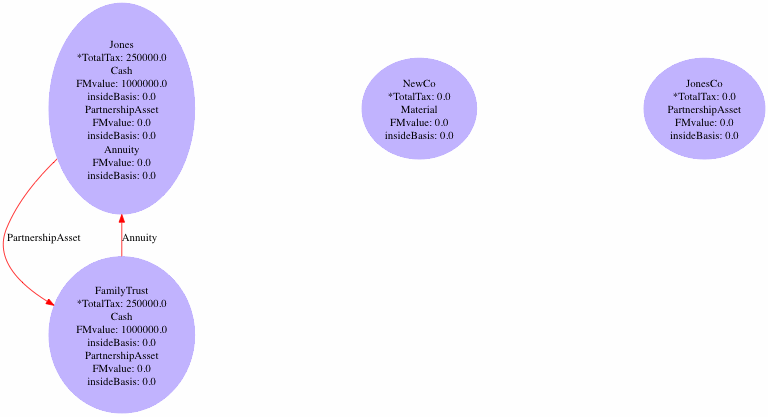 Jones
*TotalTax: 250000.0
Cash
FMvalue: 1000000.0
insideBasis: 0.0
PartnershipAsset
FMvalue: 0.0
insideBasis: 0.0
Annuity
FMvalue: 0.0
insideBasis: 0.0
NewCo
*TotalTax: 0.0
Material
FMvalue: 0.0
insideBasis: 0.0
JonesCo
*TotalTax: 0.0
PartnershipAsset
FMvalue: 0.0
insideBasis: 0.0
PartnershipAsset
Annuity
FamilyTrust
*TotalTax: 250000.0
Cash
FMvalue: 1000000.0
insideBasis: 0.0
PartnershipAsset
FMvalue: 0.0
insideBasis: 0.0